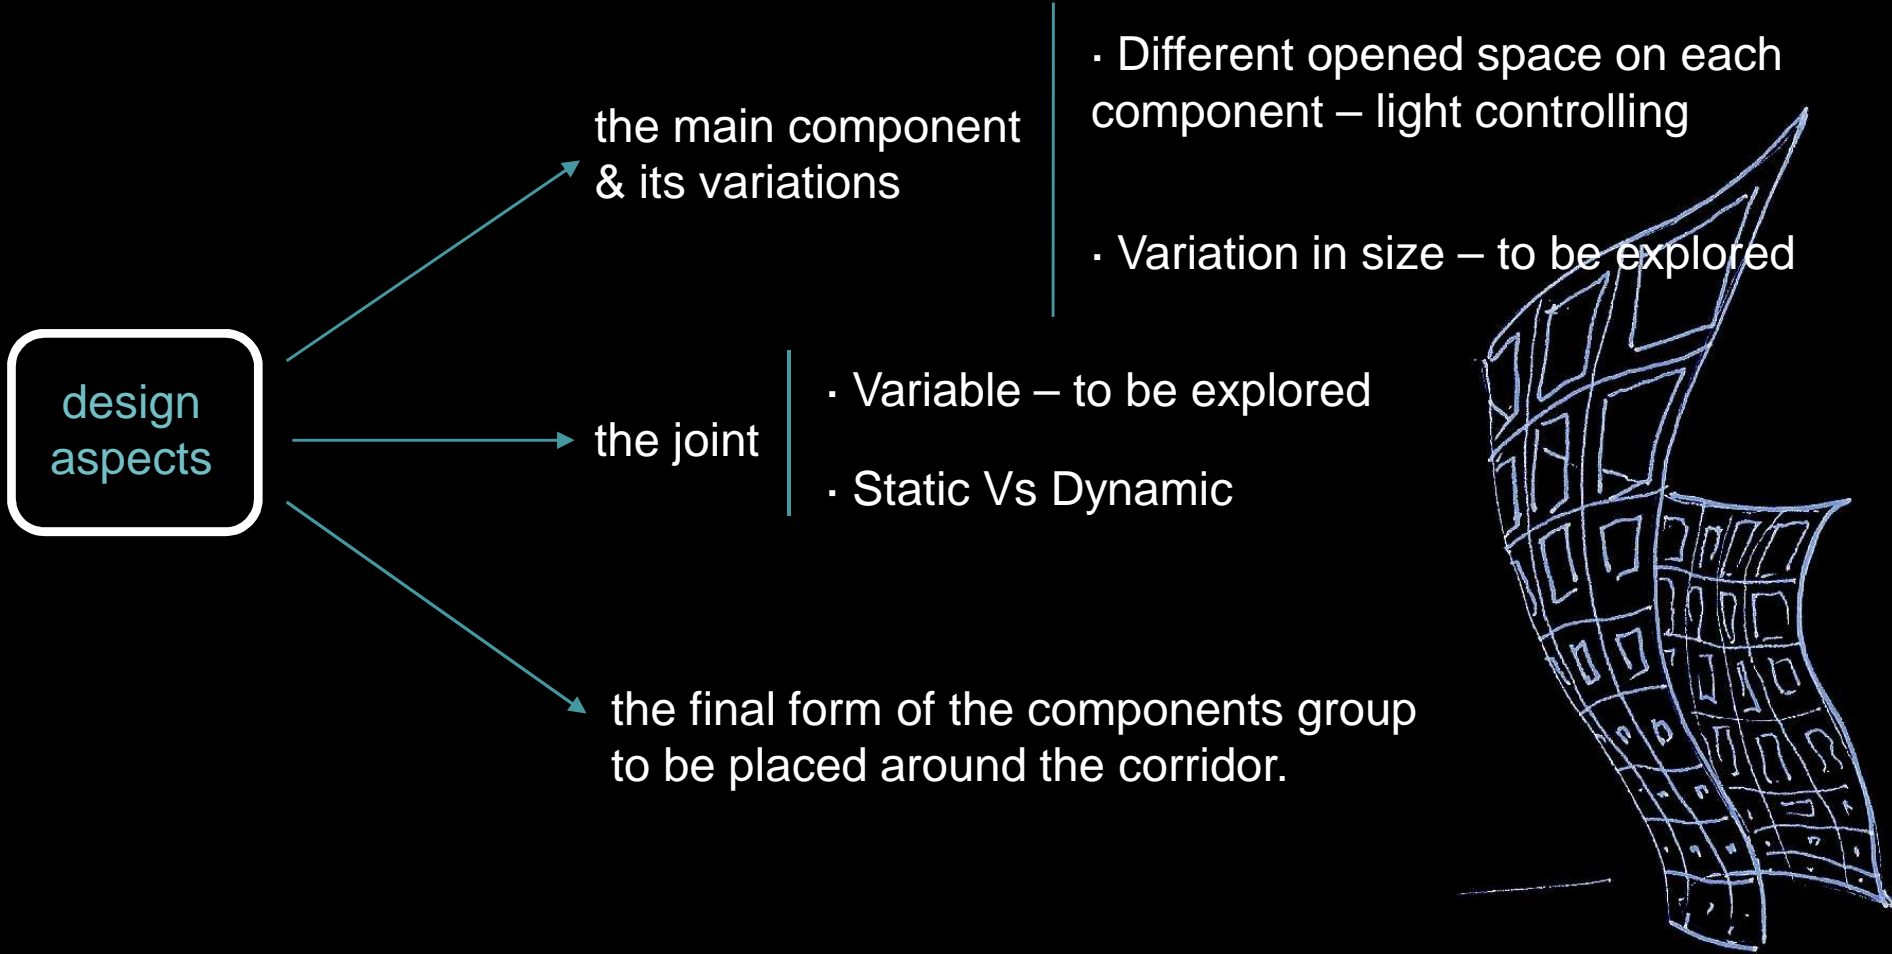 design
aspects
the main component
& its variations
· Different opened space on each
component – light controlling
· Variation in size – to be explored
the joint
· Variable – to be explored
· Static Vs Dynamic
the final form of the components group
to be placed around the corridor.